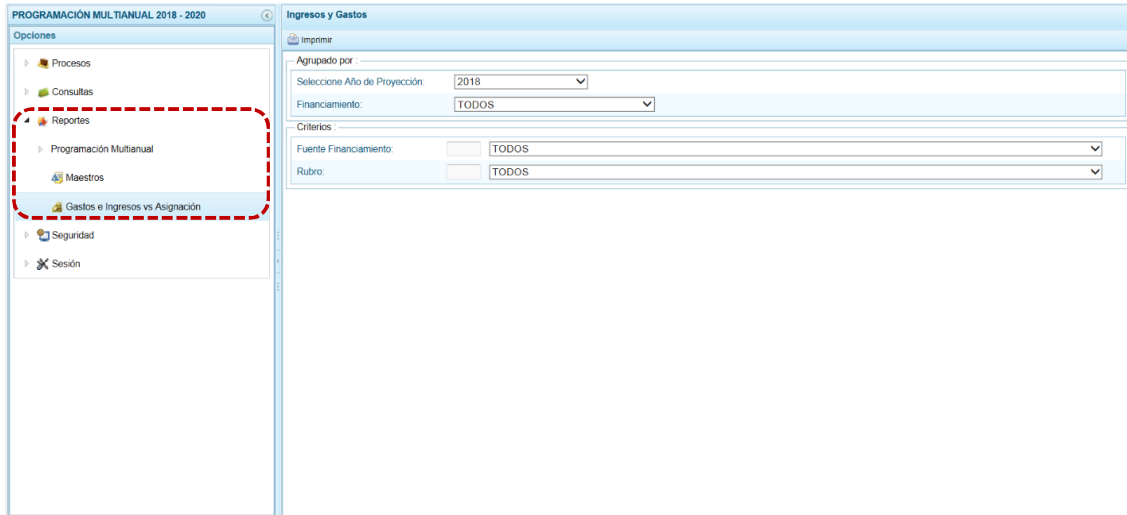 PROGRAMACIÓN MULTIANUAL 2018 - 2020
Opciones
Procesos
Consultas
Reportes
Programación Multianual
Maestros
Gastos e Ingresos vs Asignación
Seguridad
Sesión
Ingresos y Gastos
Imprimir
Agrupado por :
Seleccione Año de Proyección: 2018
Financiamiento: TODOS
Criterios :
Fuente Financiamiento: TODOS
Rubro: TODOS